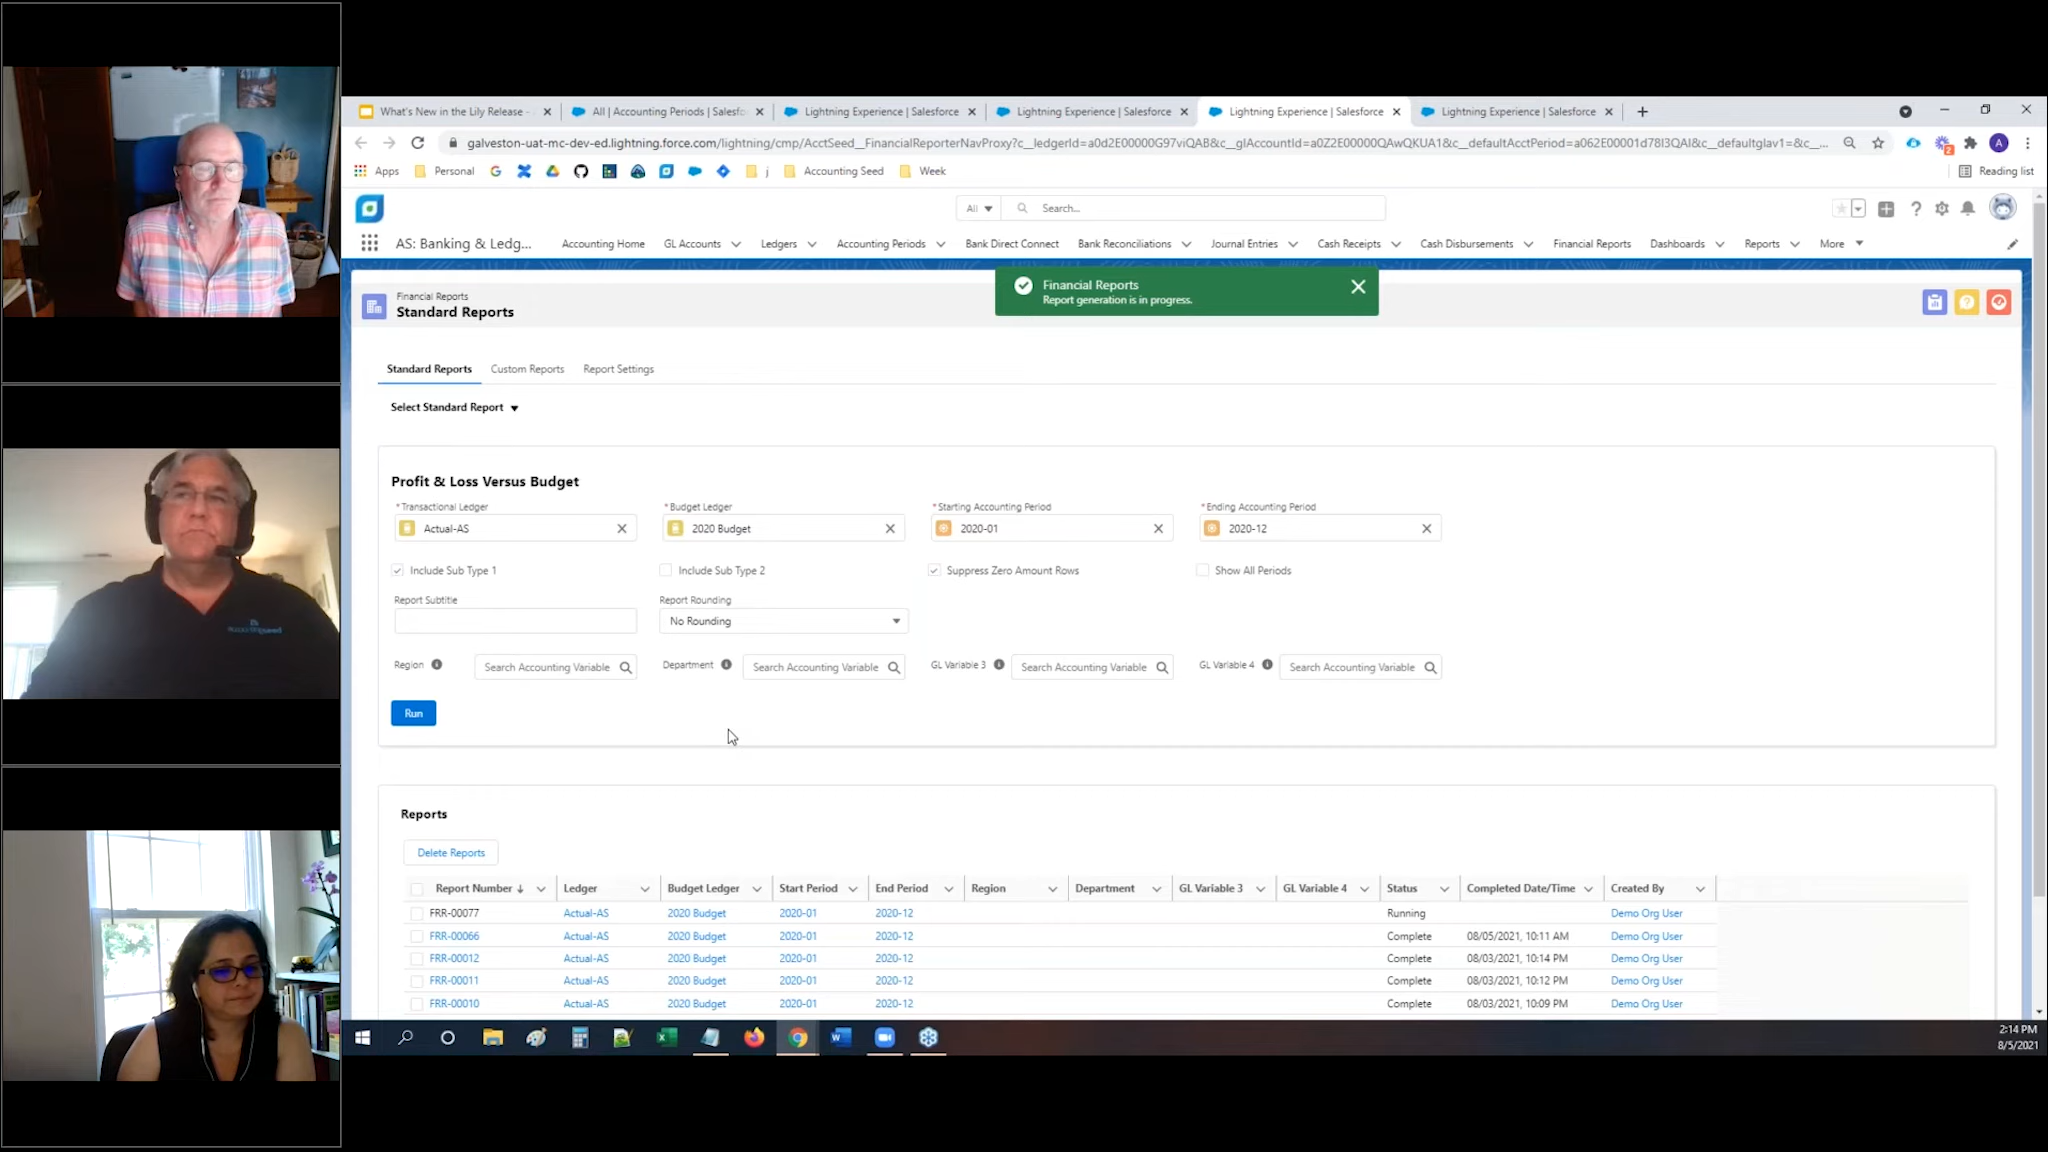 What's New in the Lily Release -
All | Accounting Periods | Salesfo
Lightning Experience | Salesforce
Lightning Experience | Salesforce
Lightning Experience | Salesforce
Lightning Experience | Salesforce
galveston-uat-mc-dev-ed.lightning.force.com/lightning/cmp/AcctSeed__FinancialReporterNavProxy?c__ledgerId=a0d2E00000G97viQAB&c__glAccountId=a0Z2E00000QAwQKUA1&c__defaultAcctPeriod=a062E00001d78I3QAI&c__defaultglav1=&c__...
Apps Personal j Accounting Seed Week Reading list
All Search...
AS: Banking & Ledg... Accounting Home GL Accounts Ledgers Accounting Periods Bank Direct Connect Bank Reconciliations Journal Entries Cash Receipts Cash Disbursements Financial Reports Dashboards Reports More
Financial Reports
Report generation is in progress.
Financial Reports
Standard Reports
Standard Reports Custom Reports Report Settings
Select Standard Report
Profit & Loss Versus Budget
*Transactional Ledger *Budget Ledger *Starting Accounting Period *Ending Accounting Period
Actual-AS 2020 Budget 2020-01 2020-12
Include Sub Type 1 Include Sub Type 2 Suppress Zero Amount Rows Show All Periods
Report Subtitle Report Rounding
No Rounding
Region Search Accounting Variable Department Search Accounting Variable GL Variable 3 Search Accounting Variable GL Variable 4 Search Accounting Variable
Run
Reports
Delete Reports
Report Number Ledger Budget Ledger Start Period End Period Region Department GL Variable 3 GL Variable 4 Status Completed Date/Time Created By
FRR-00077 Actual-AS 2020 Budget 2020-01 2020-12 Running Demo Org User
FRR-00066 Actual-AS 2020 Budget 2020-01 2020-12 Complete 08/05/2021, 10:11 AM Demo Org User
FRR-00012 Actual-AS 2020 Budget 2020-01 2020-12 Complete 08/03/2021, 10:14 PM Demo Org User
FRR-00011 Actual-AS 2020 Budget 2020-01 2020-12 Complete 08/03/2021, 10:12 PM Demo Org User
FRR-00010 Actual-AS 2020 Budget 2020-01 2020-12 Complete 08/03/2021, 10:09 PM Demo Org User
2:14 PM
8/5/2021